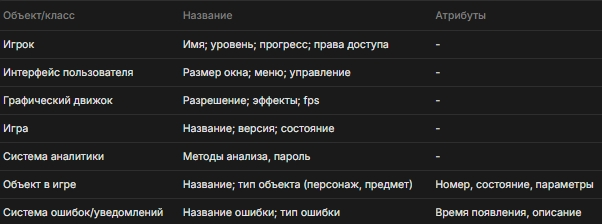 Объект/класс Название Атрибуты
Игрок Имя; уровень; прогресс; права доступа -
Интерфейс пользователя Размер окна; меню; управление -
Графический движок Разрешение; эффекты; fps -
Игра Название; версия; состояние -
Система аналитики Методы анализа, пароль -
Объект в игре Название; тип объекта (персонаж, предмет) Номер, состояние, параметры
Система ошибок/уведомлений Название ошибки; тип ошибки Время появления, описание